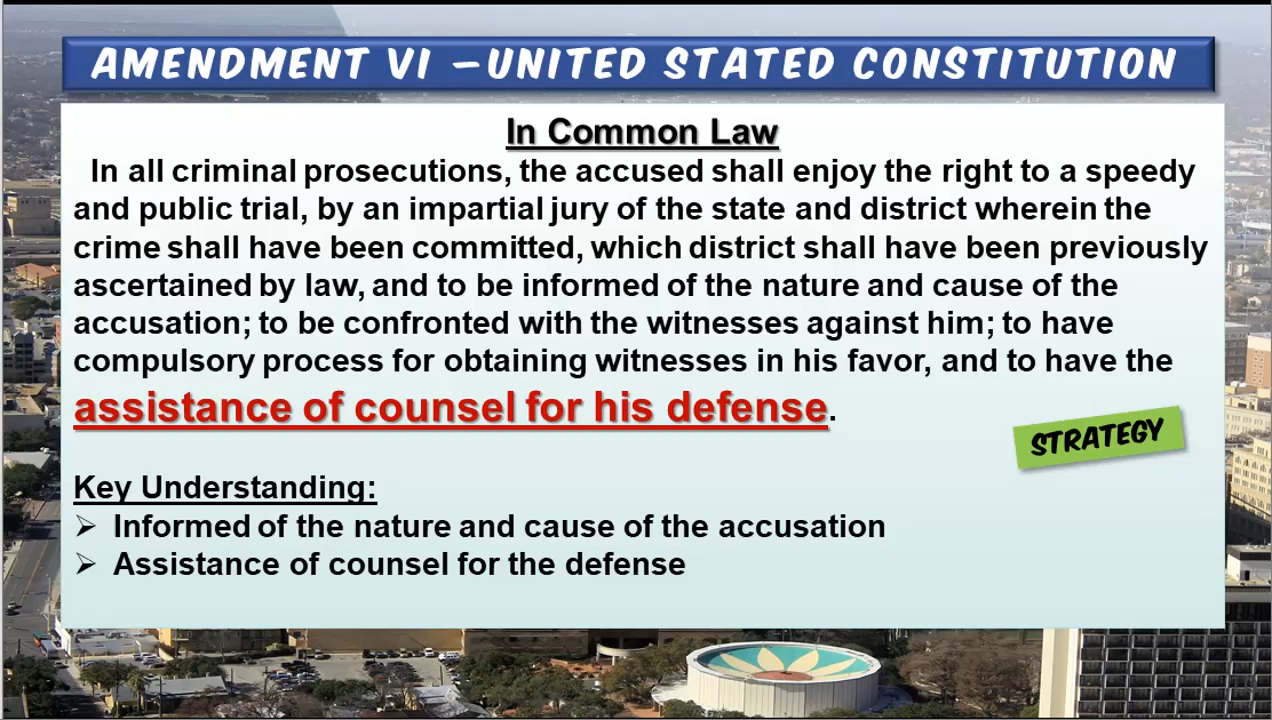 AMENDMENT VI –UNITED STATED CONSTITUTION
In Common Law
In all criminal prosecutions, the accused shall enjoy the right to a speedy
and public trial, by an impartial jury of the state and district wherein the
crime shall have been committed, which district shall have been previously
ascertained by law, and to be informed of the nature and cause of the
accusation; to be confronted with the witnesses against him; to have
compulsory process for obtaining witnesses in his favor, and to have the
assistance of counsel for his defense.
STRATEGY
Key Understanding:
➢ Informed of the nature and cause of the accusation
➢ Assistance of counsel for the defense